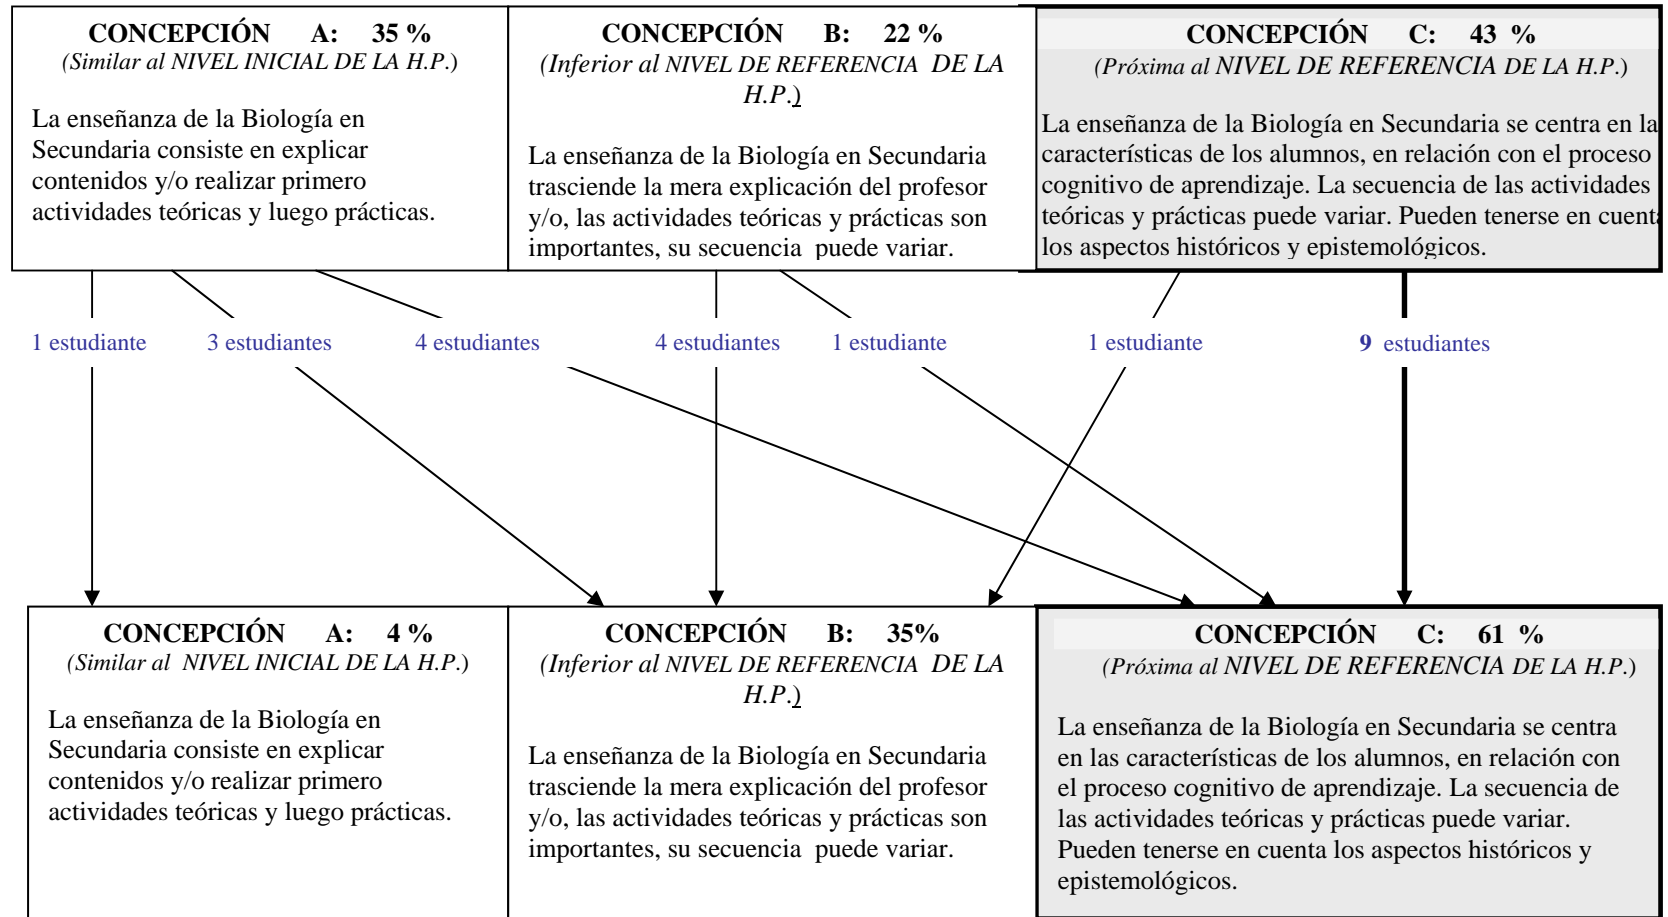 CONCEPCIÓN A: 35 %
(Similar al NIVEL INICIAL DE LA H.P.)
La enseñanza de la Biología en
Secundaria consiste en explicar
contenidos y/o realizar primero
actividades teóricas y luego prácticas.
CONCEPCIÓN B: 22 %
(Inferior al NIVEL DE REFERENCIA DE LA
H.P.)
La enseñanza de la Biología en Secundaria
trasciende la mera explicación del profesor
y/o, las actividades teóricas y prácticas son
importantes, su secuencia puede variar.
CONCEPCIÓN C: 43 %
(Próxima al NIVEL DE REFERENCIA DE LA H.P.)
La enseñanza de la Biología en Secundaria se centra en la
características de los alumnos, en relación con el proceso
cognitivo de aprendizaje. La secuencia de las actividades
teóricas y prácticas puede variar. Pueden tenerse en cuenta
los aspectos históricos y epistemológicos.
1 estudiante
3 estudiantes
4 estudiantes
4 estudiantes
1 estudiante
1 estudiante
9 estudiantes
CONCEPCIÓN A: 4 %
(Similar al NIVEL INICIAL DE LA H.P.)
La enseñanza de la Biología en
Secundaria consiste en explicar
contenidos y/o realizar primero
actividades teóricas y luego prácticas.
CONCEPCIÓN B: 35%
(Inferior al NIVEL DE REFERENCIA DE LA
H.P.)
La enseñanza de la Biología en Secundaria
trasciende la mera explicación del profesor
y/o, las actividades teóricas y prácticas son
importantes, su secuencia puede variar.
CONCEPCIÓN C: 61 %
(Próxima al NIVEL DE REFERENCIA DE LA H.P.)
La enseñanza de la Biología en Secundaria se centra
en las características de los alumnos, en relación con
el proceso cognitivo de aprendizaje. La secuencia de
las actividades teóricas y prácticas puede variar.
Pueden tenerse en cuenta los aspectos históricos y
epistemológicos.